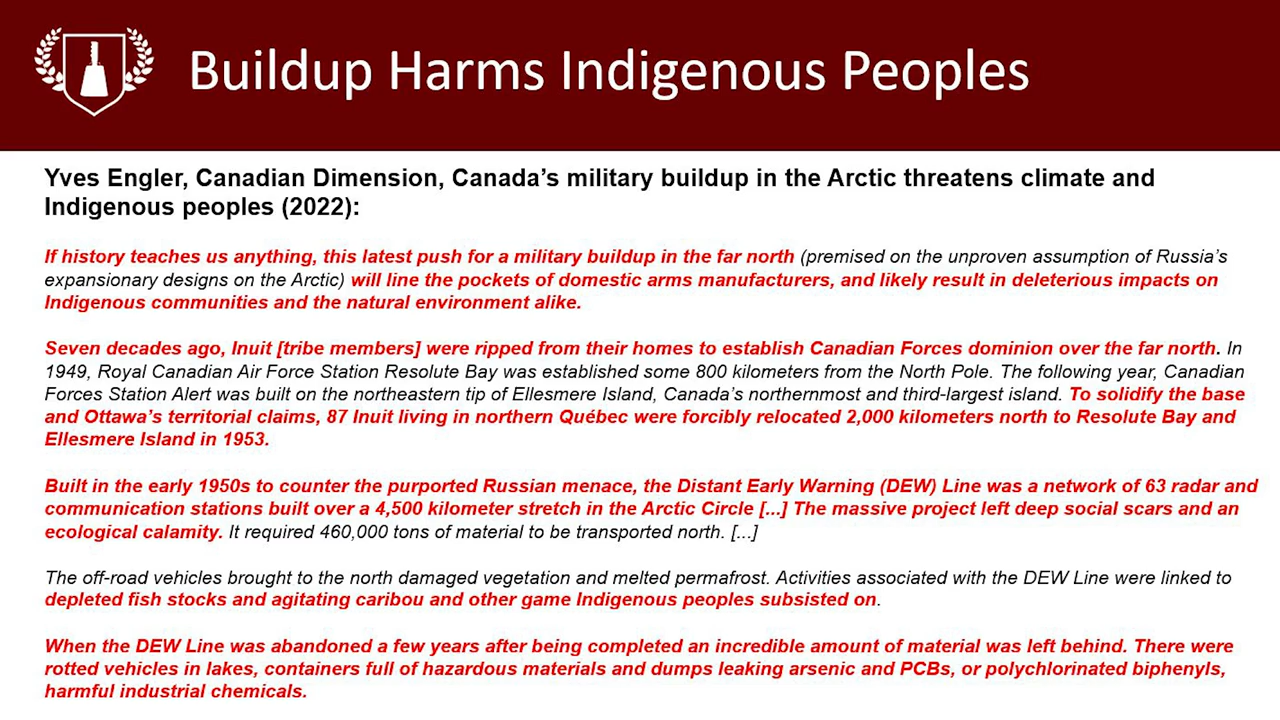 Buildup Harms Indigenous Peoples
Yves Engler, Canadian Dimension, Canada’s military buildup in the Arctic threatens climate and
Indigenous peoples (2022):
If history teaches us anything, this latest push for a military buildup in the far north (premised on the unproven assumption of Russia’s
expansionary designs on the Arctic) will line the pockets of domestic arms manufacturers, and likely result in deleterious impacts on
Indigenous communities and the natural environment alike.
Seven decades ago, Inuit [tribe members] were ripped from their homes to establish Canadian Forces dominion over the far north. In
1949, Royal Canadian Air Force Station Resolute Bay was established some 800 kilometers from the North Pole. The following year, Canadian
Forces Station Alert was built on the northeastern tip of Ellesmere Island, Canada’s northernmost and third-largest island. To solidify the base
and Ottawa’s territorial claims, 87 Inuit living in northern Québec were forcibly relocated 2,000 kilometers north to Resolute Bay and
Ellesmere Island in 1953.
Built in the early 1950s to counter the purported Russian menace, the Distant Early Warning (DEW) Line was a network of 63 radar and
communication stations built over a 4,500 kilometer stretch in the Arctic Circle [...] The massive project left deep social scars and an
ecological calamity. It required 460,000 tons of material to be transported north. [...]
The off-road vehicles brought to the north damaged vegetation and melted permafrost. Activities associated with the DEW Line were linked to
depleted fish stocks and agitating caribou and other game Indigenous peoples subsisted on.
When the DEW Line was abandoned a few years after being completed an incredible amount of material was left behind. There were
rotted vehicles in lakes, containers full of hazardous materials and dumps leaking arsenic and PCBs, or polychlorinated biphenyls,
harmful industrial chemicals.